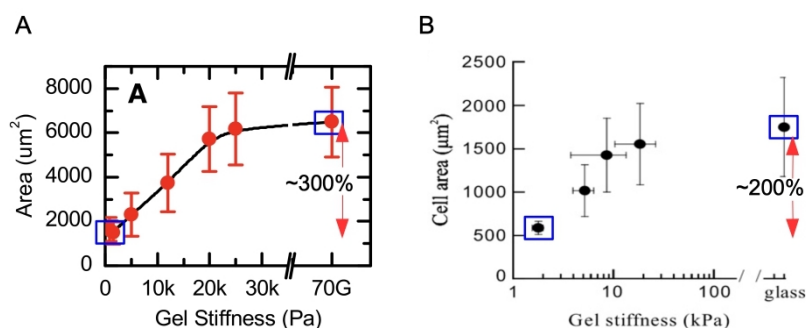 A
A
8000
6000
4000
2000
0
Area (um²)
~300%
0 10k 20k 30k 70G
Gel Stiffness (Pa)
B
2500
2000
1500
1000
500
0
Cell area (μm²)
~200%
1 10 100 glass
Gel stiffness (kPa)